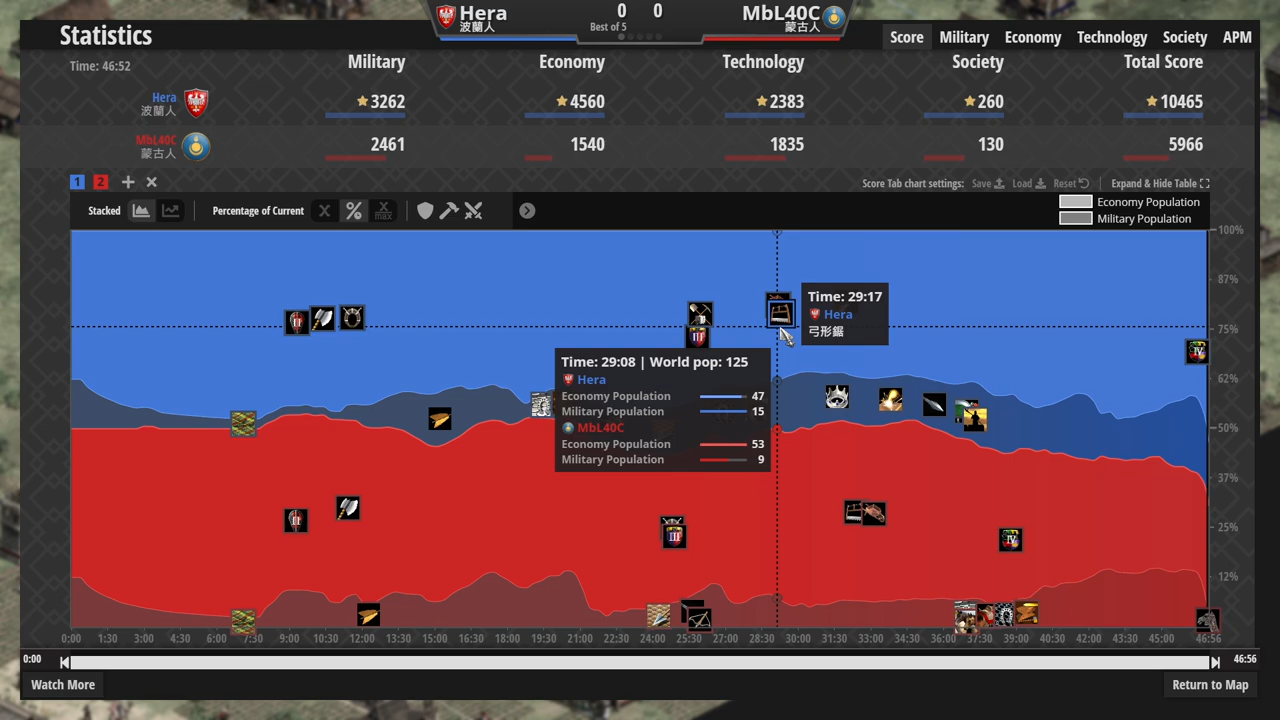 Hera
0 0
MbL40C
波蘭人
Best of 5
蒙古人
Statistics
Score Military Economy Technology Society APM
Time: 46:52
Military Economy Technology Society Total Score
Hera
波蘭人
3262 4560 2383 260 10465
MbL40C
蒙古人
2461 1540 1835 130 5966
1 2
Score Tab chart settings: Save Load Reset Expand & Hide Table
Stacked
Percentage of Current
X % X max
Economy Population
Military Population
100%
87%
75%
62%
50%
37%
25%
12%
Time: 29:17
Hera
弓形鋸
Time: 29:08 | World pop: 125
Hera
Economy Population 47
Military Population 15
MbL40C
Economy Population 53
Military Population 9
II
III
IV
II
III
IV
0:00 1:30 3:00 4:30 6:00 7:30 9:00 10:30 12:00 13:30 15:00 16:30 18:00 19:30 21:00 22:30 24:00 25:30 27:00 28:30 30:00 31:30 33:00 34:30 36:00 37:30 39:00 40:30 42:00 43:30 45:00 46:56
0:00 46:56
Watch More
Return to Map